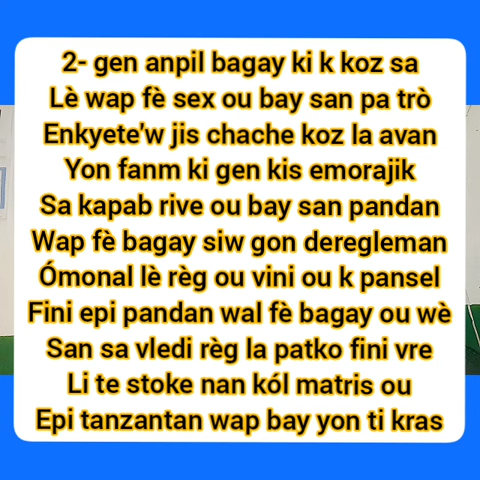 2- gen anpil bagay ki k koz sa
Lè wap fè sex ou bay san pa trò
Enkyete'w jis chache koz la avan
Yon fanm ki gen kis emorajik
Sa kapab rive ou bay san pandan
Wap fè bagay siw gon deregleman
Ómonal lè règ ou vini ou k pansel
Fini epi pandan wal fè bagay ou wè
San sa vledi règ la patko fini vre
Li te stoke nan kól matris ou
Epi tanzantan wap bay yon ti kras